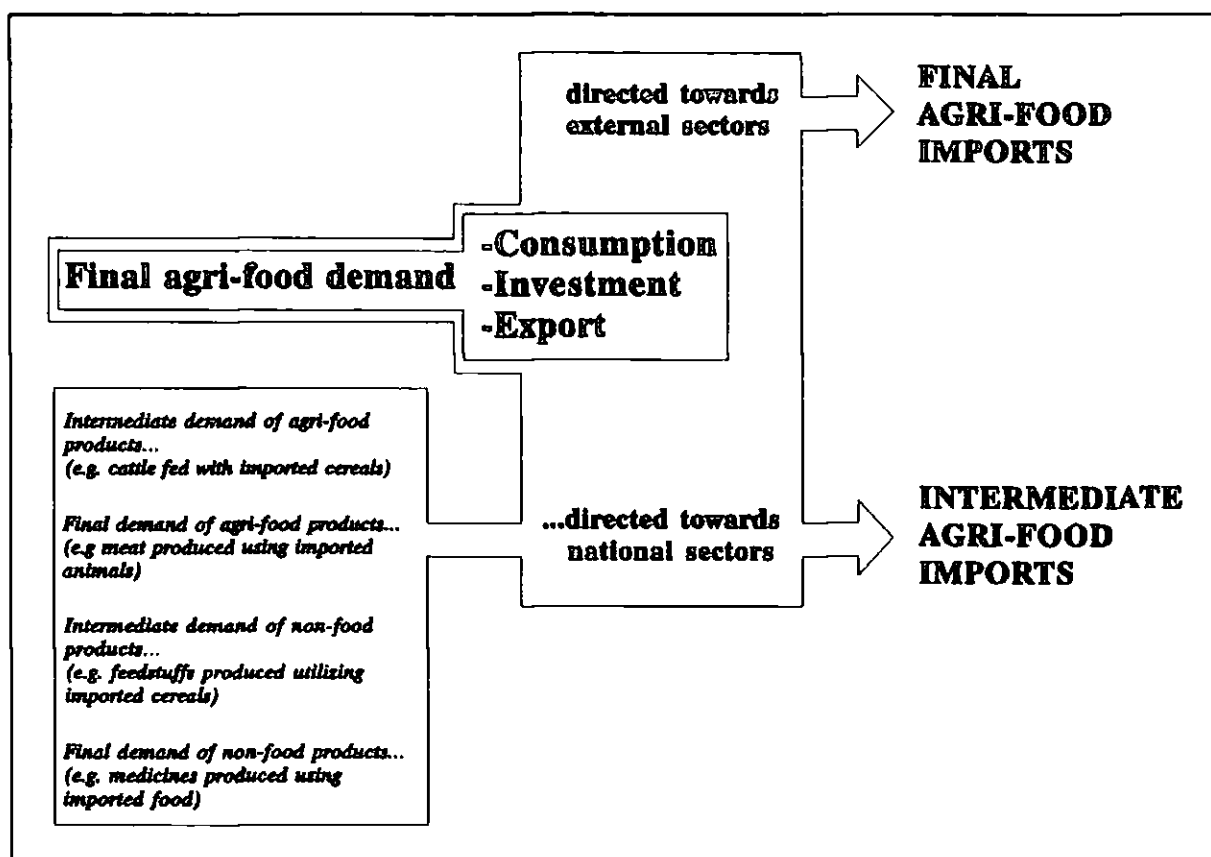 directed towards
external sectors
FINAL
AGRI-FOOD
IMPORTS
Final agri-food demand
-Consumption
-Investment
-Export
Intermediate demand of agri-food
products...
(e.g. cattle fed with imported cereals)
Final demand of agri-food products...
(e.g meat produced using imported
animals)
Intermediate demand of non-food
products...
(e.g. feedstuffs produced utilizing
imported cereals)
Final demand of non-food products...
(e.g. medicines produced using
imported food)
...directed towards
national sectors
INTERMEDIATE
AGRI-FOOD
IMPORTS